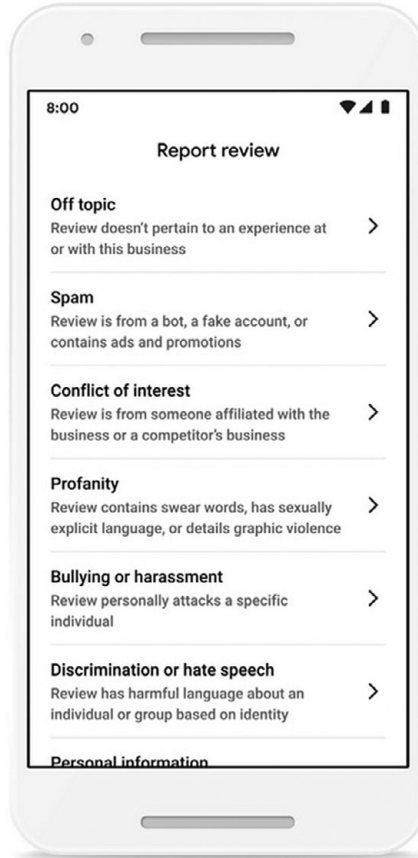 8:00
Report review
Off topic
Review doesn't pertain to an experience at
or with this business
Spam
Review is from a bot, a fake account, or
contains ads and promotions
Conflict of interest
Review is from someone affiliated with the
business or a competitor's business
Profanity
Review contains swear words, has sexually
explicit language, or details graphic violence
Bullying or harassment
Review personally attacks a specific
individual
Discrimination or hate speech
Review has harmful language about an
individual or group based on identity
Personal information